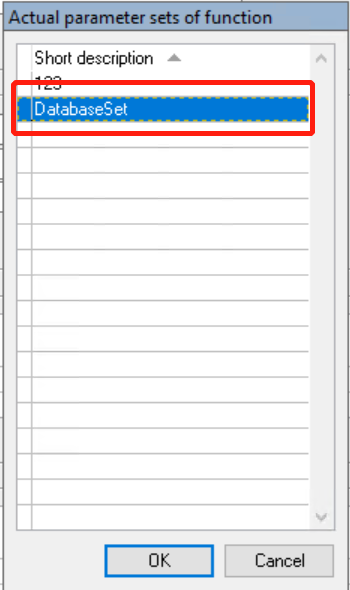 Actual parameter sets of function
Short description
123
DatabaseSet
OK
Cancel